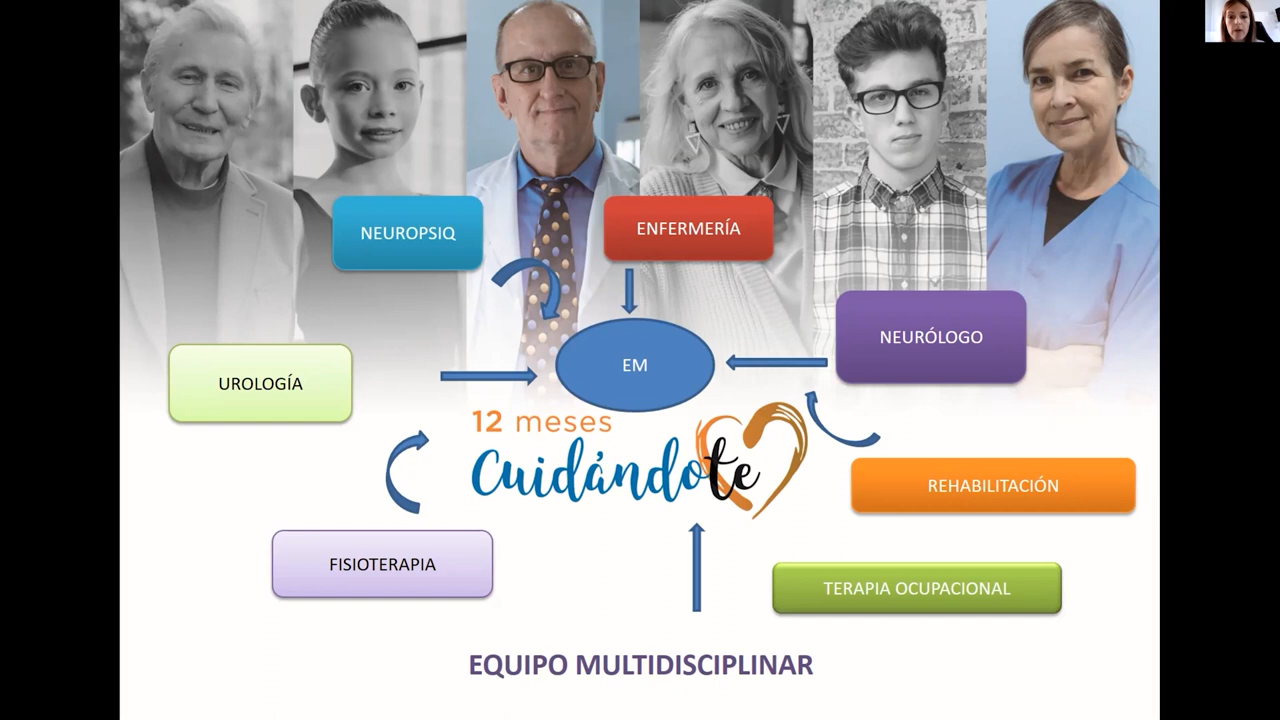 NEUROPSIQ
ENFERMERÍA
NEURÓLOGO
UROLOGÍA
EM
12 meses
Cuidándote
REHABILITACIÓN
FISIOTERAPIA
TERAPIA OCUPACIONAL
EQUIPO MULTIDISCIPLINAR